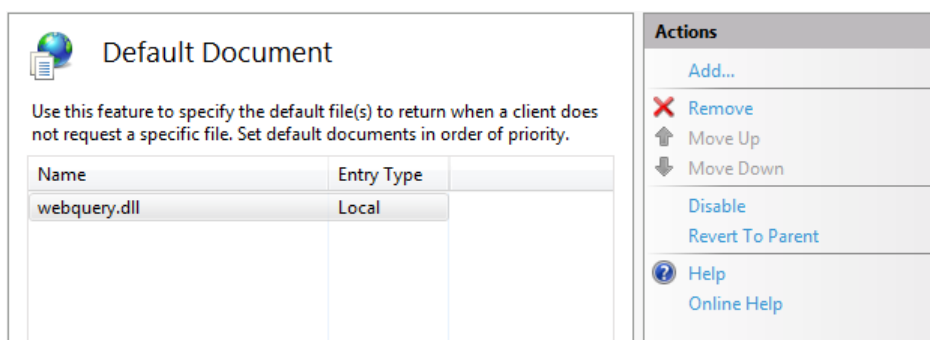 Default Document
Use this feature to specify the default file(s) to return when a client does
not request a specific file. Set default documents in order of priority.
Name Entry Type
webquery.dll Local
Actions
Add...
Remove
Move Up
Move Down
Disable
Revert To Parent
Help
Online Help